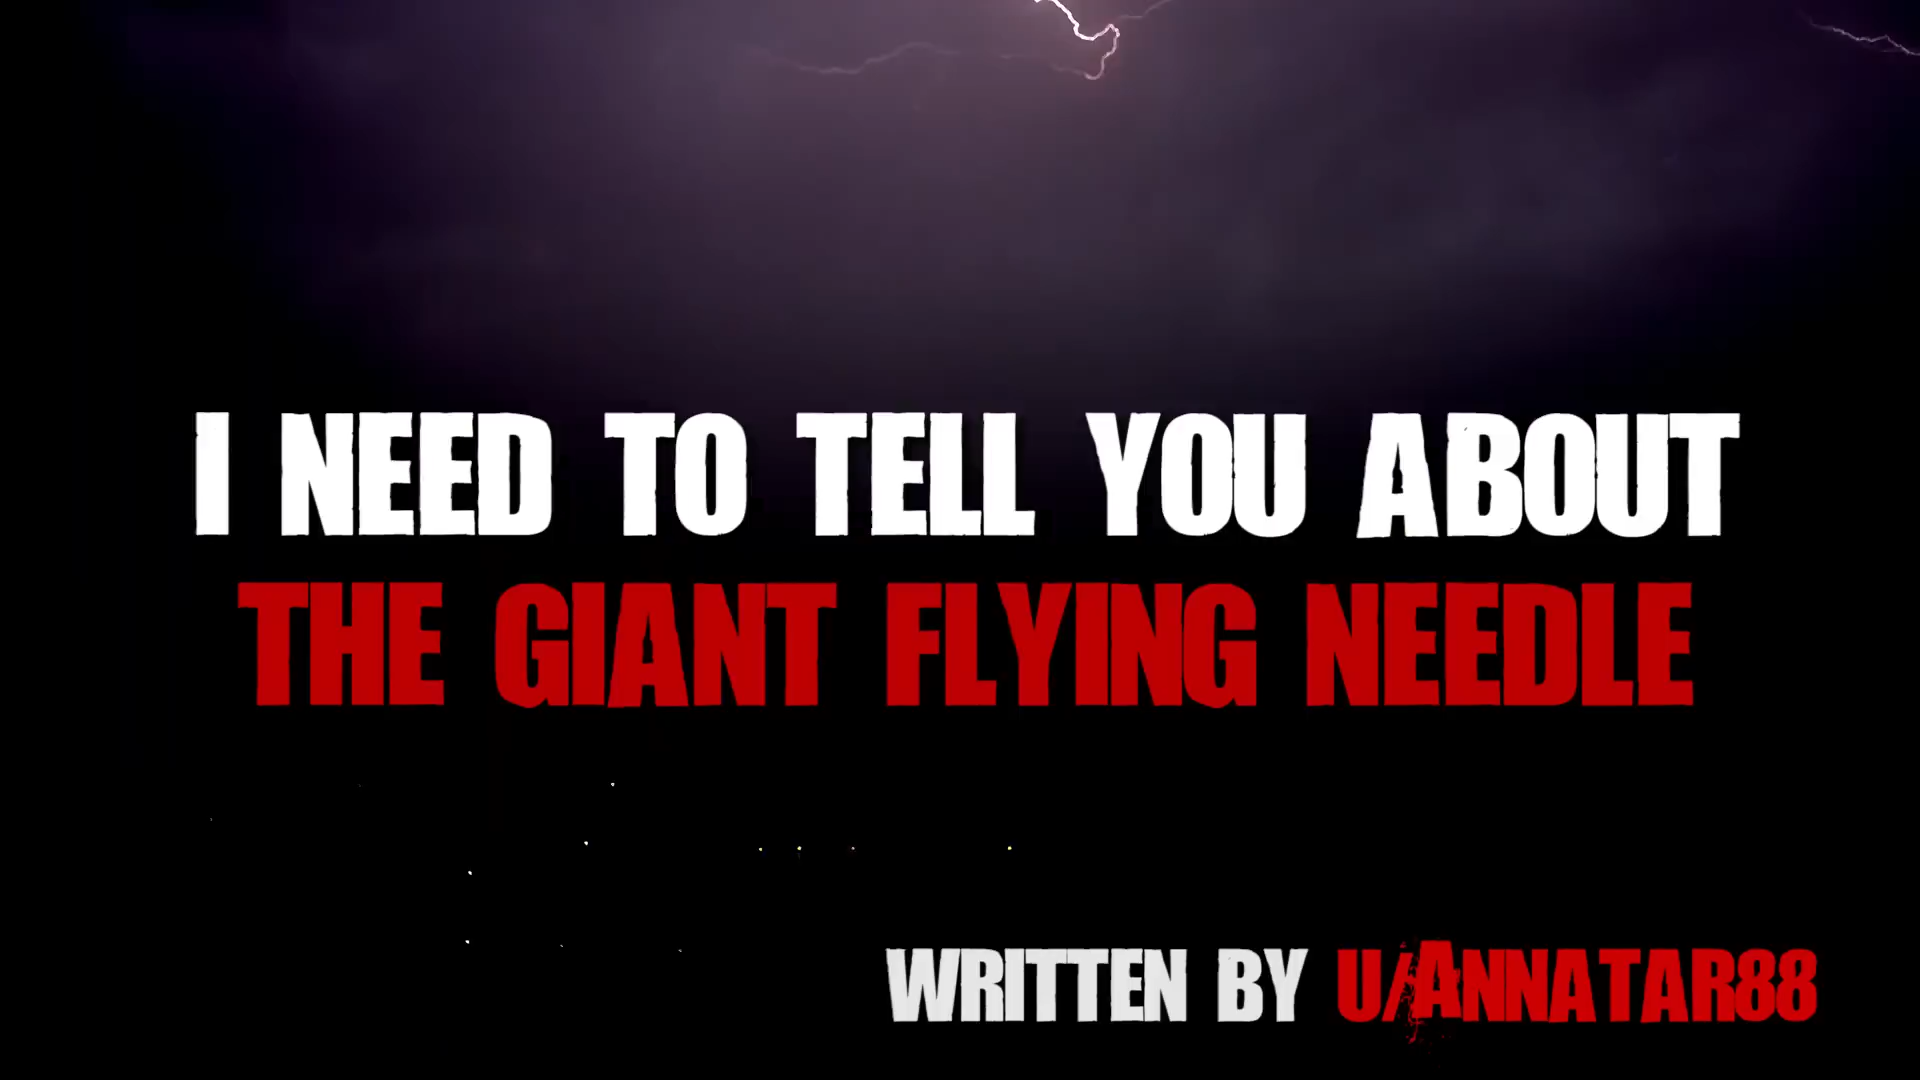 I NEED TO TELL YOU ABOUT
THE GIANT FLYING NEEDLE
WRITTEN BY U/ANNATAR88